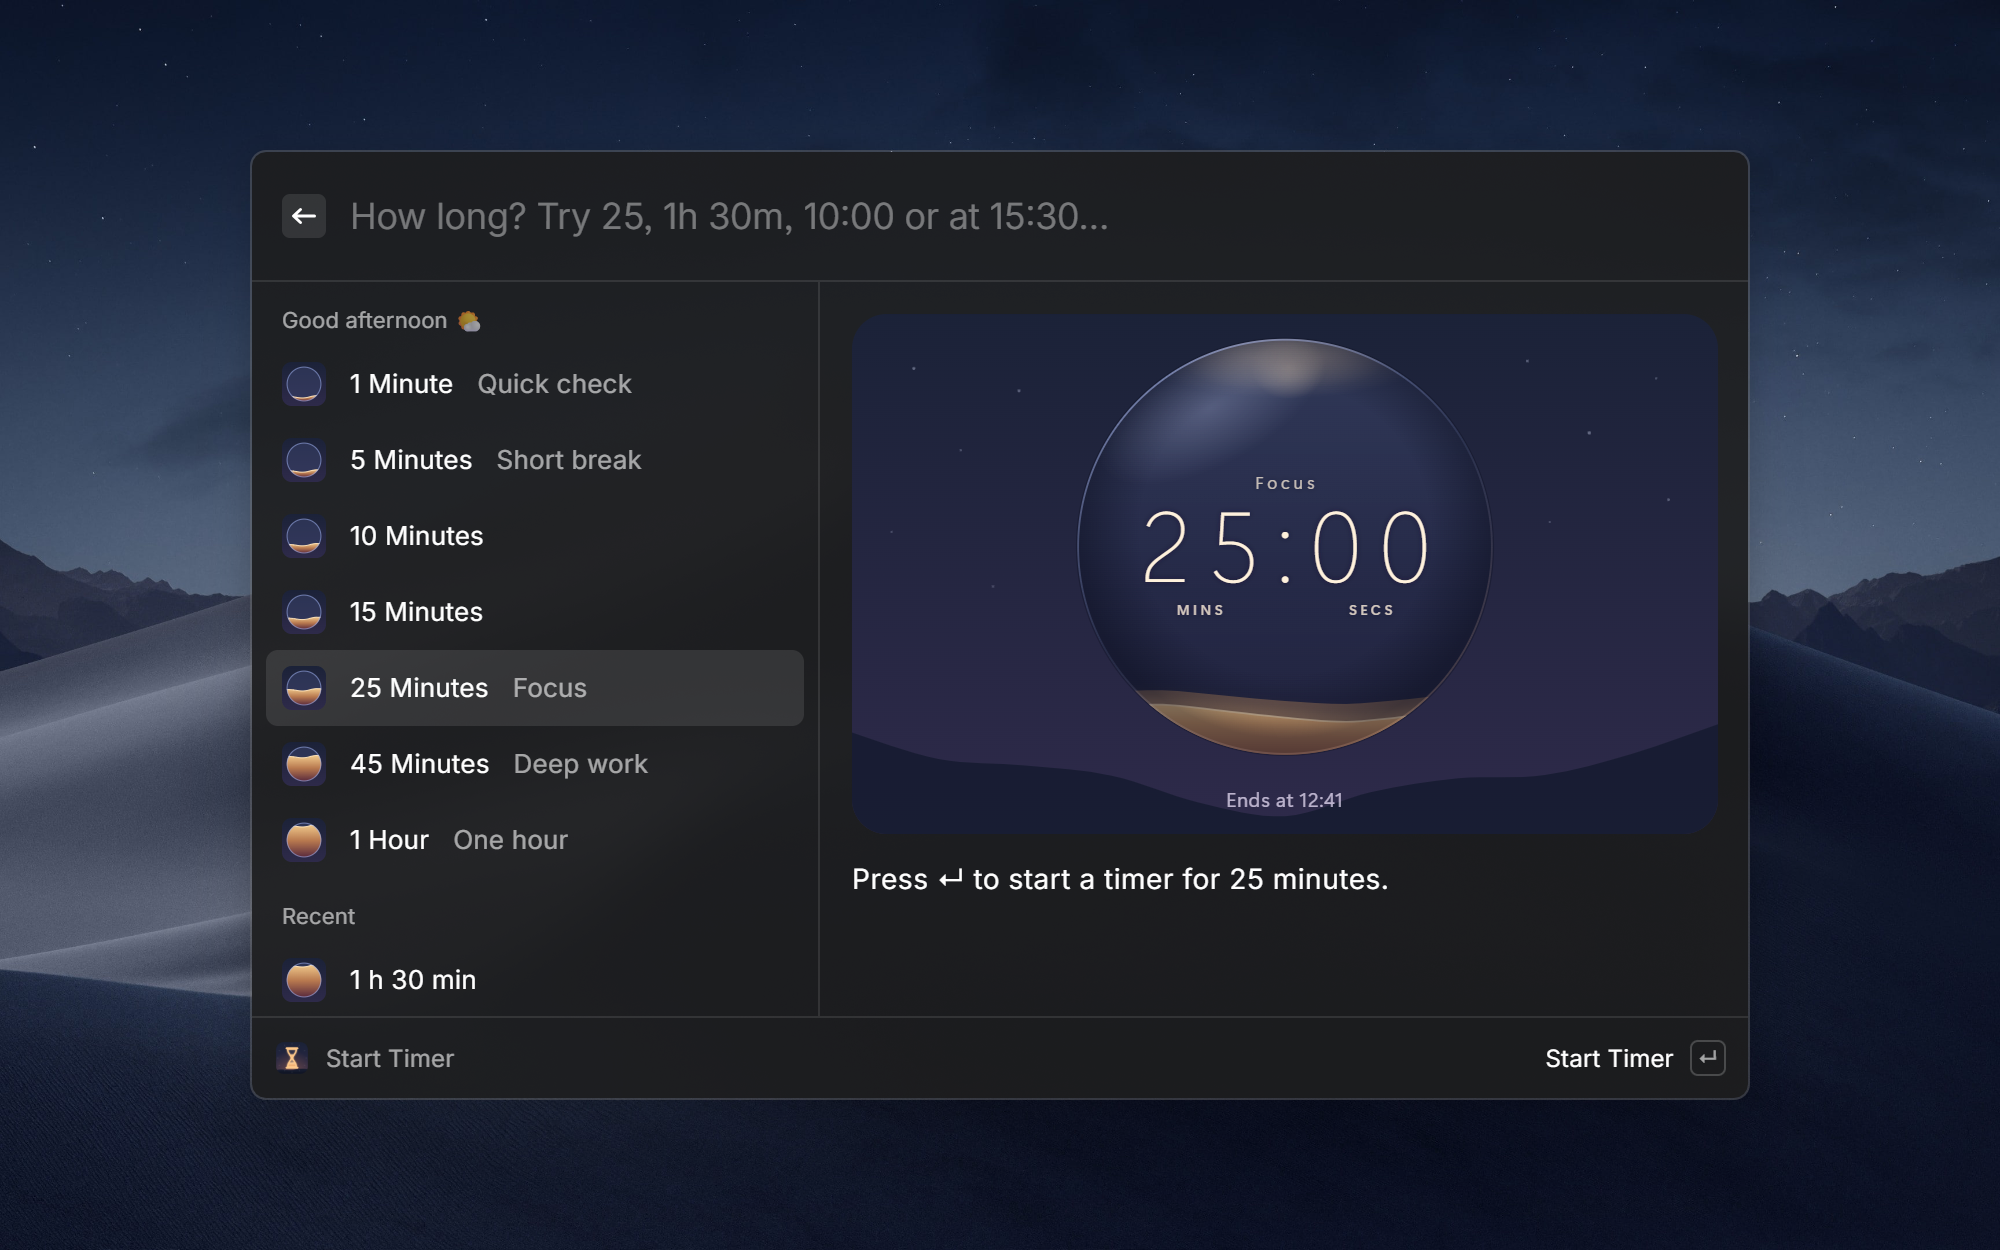 How long? Try 25, 1h 30m, 10:00 or at 15:30...
Good afternoon
1 Minute Quick check
5 Minutes Short break
10 Minutes
15 Minutes
25 Minutes Focus
45 Minutes Deep work
1 Hour One hour
Recent
1 h 30 min
Focus
25:00
MINS SECS
Ends at 12:41
Press ↵ to start a timer for 25 minutes.
Start Timer
Start Timer ↵